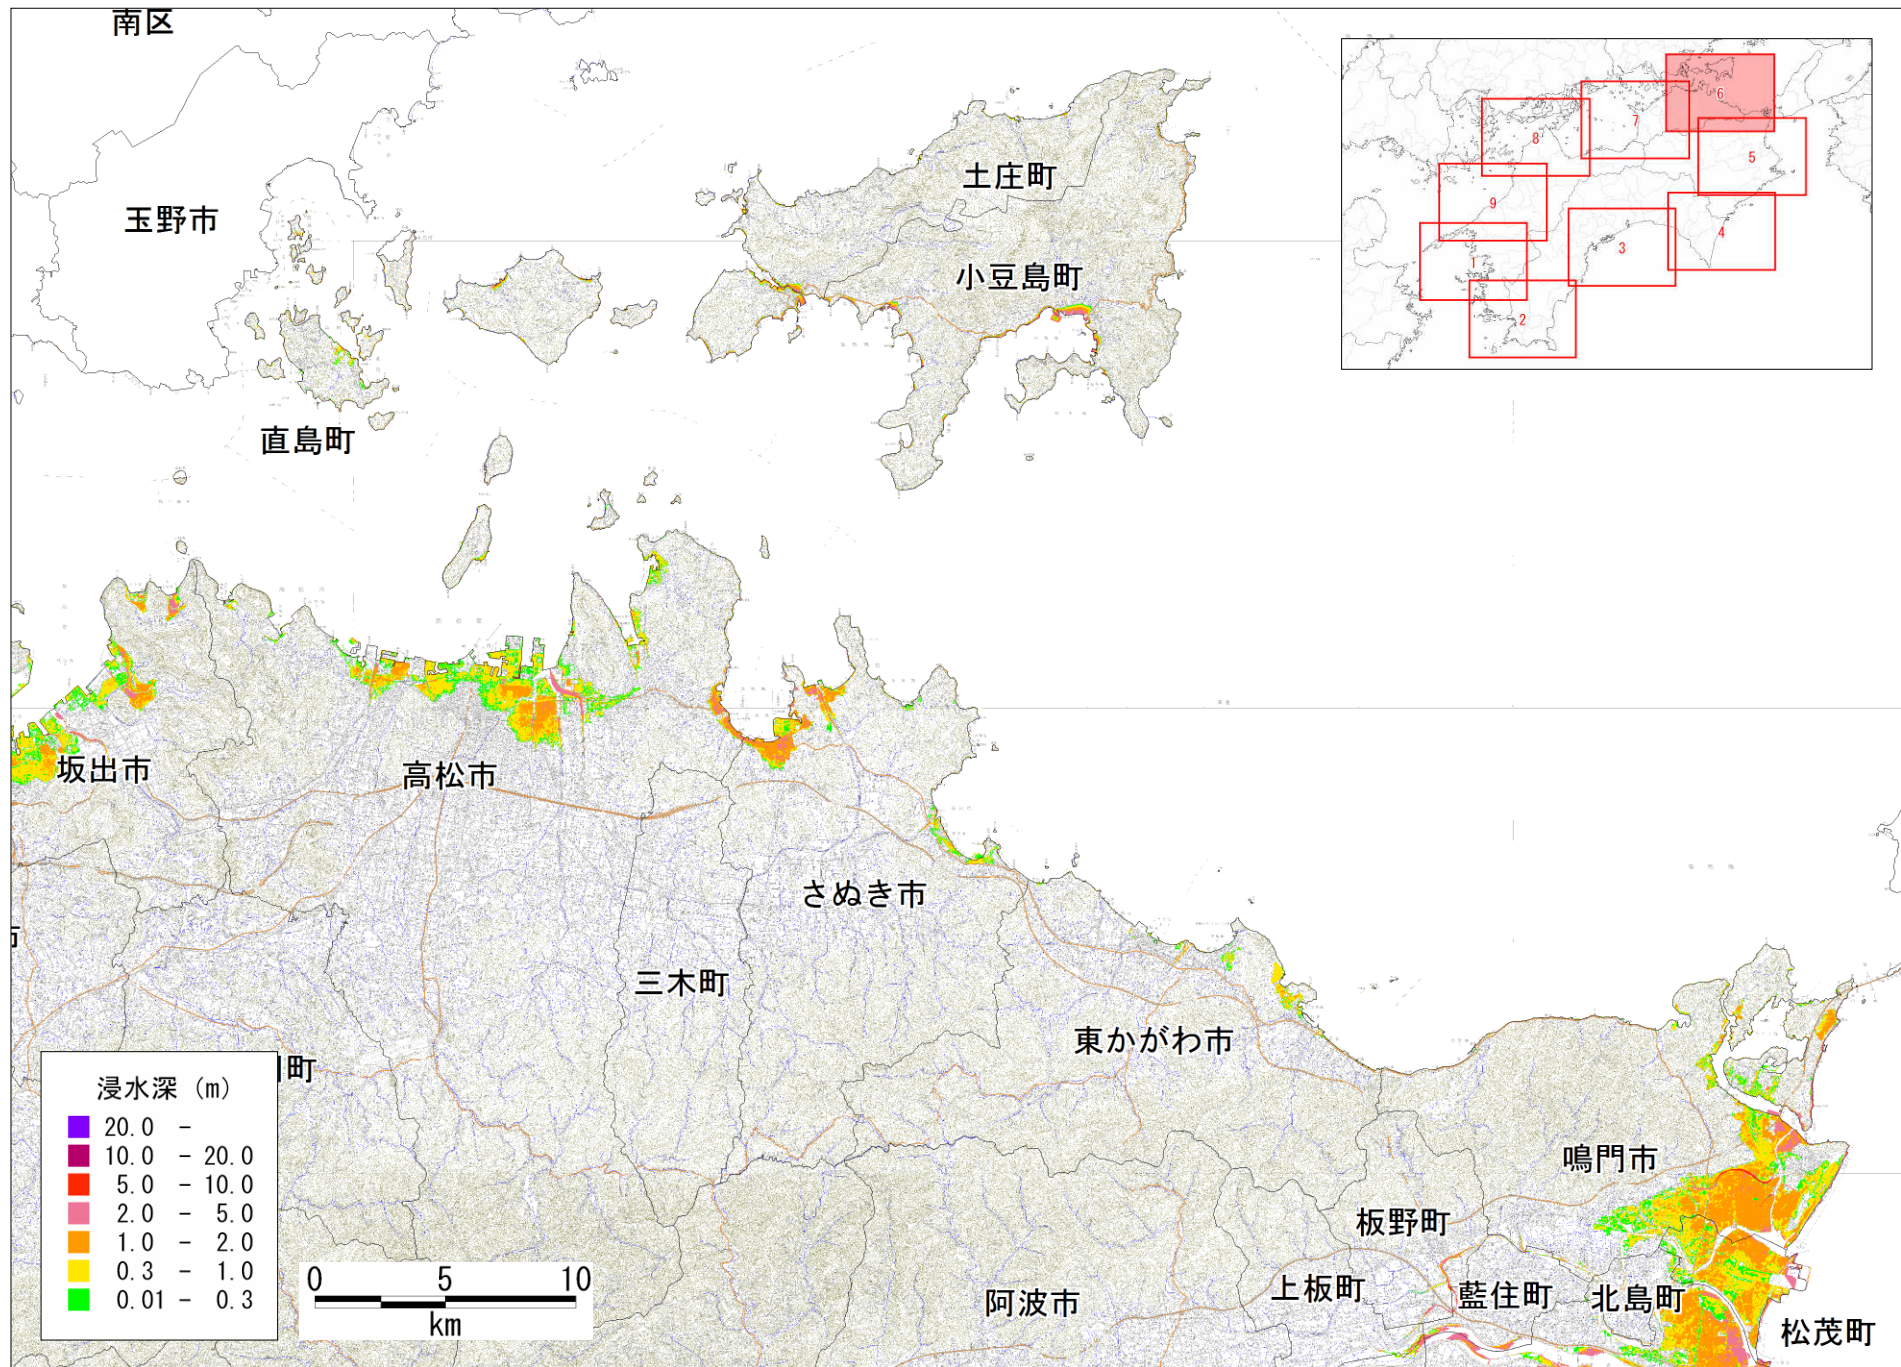 南区
玉野市
土庄町
小豆島町
直島町
坂出市
高松市
さぬき市
三木町
東かがわ市
鳴門市
板野町
上板町
藍住町
北島町
阿波市
松茂町
市
町
6
7
8
5
9
4
3
1
2
浸水深 (m)
20.0 -
10.0 - 20.0
5.0 - 10.0
2.0 - 5.0
1.0 - 2.0
0.3 - 1.0
0.01 - 0.3
0 5 10
km